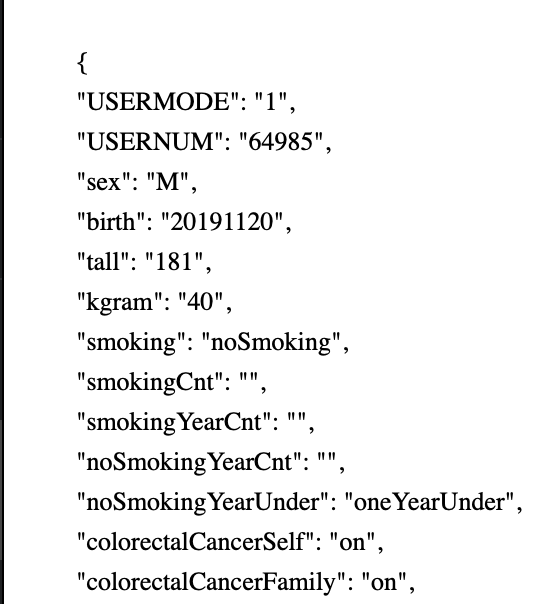 {
"USERMODE": "1",
"USERNUM": "64985",
"sex": "M",
"birth": "20191120",
"tall": "181",
"kgram": "40",
"smoking": "noSmoking",
"smokingCnt": "",
"smokingYearCnt": "",
"noSmokingYearCnt": "",
"noSmokingYearUnder": "oneYearUnder",
"colorectalCancerSelf": "on",
"colorectalCancerFamily": "on",